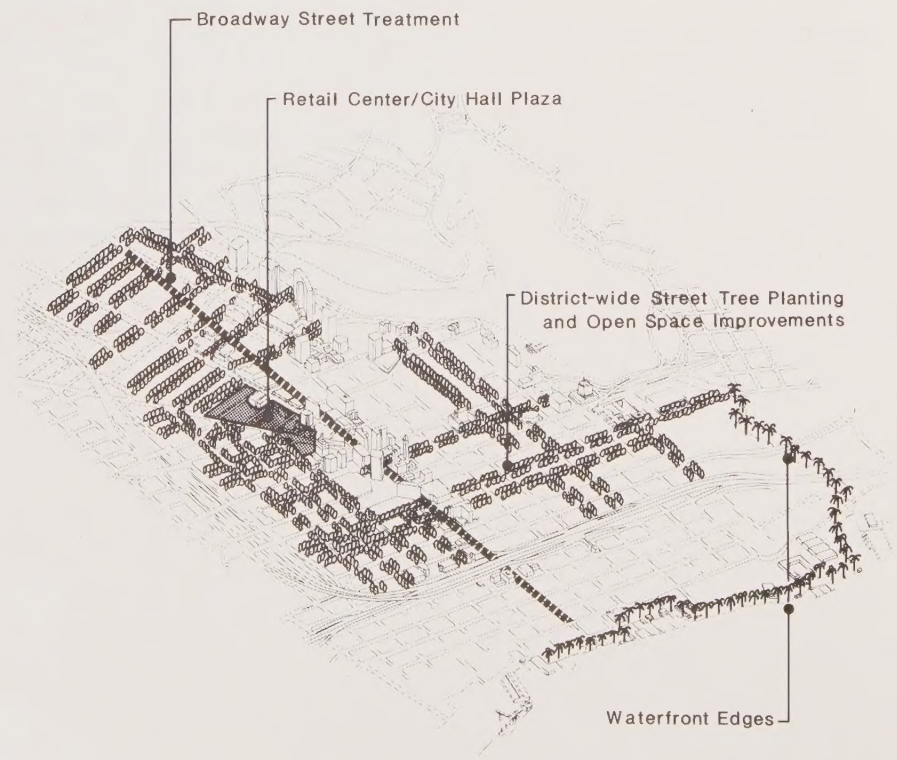 Broadway Street Treatment
Retail Center/City Hall Plaza
District-wide Street Tree Planting
and Open Space Improvements
Waterfront Edges